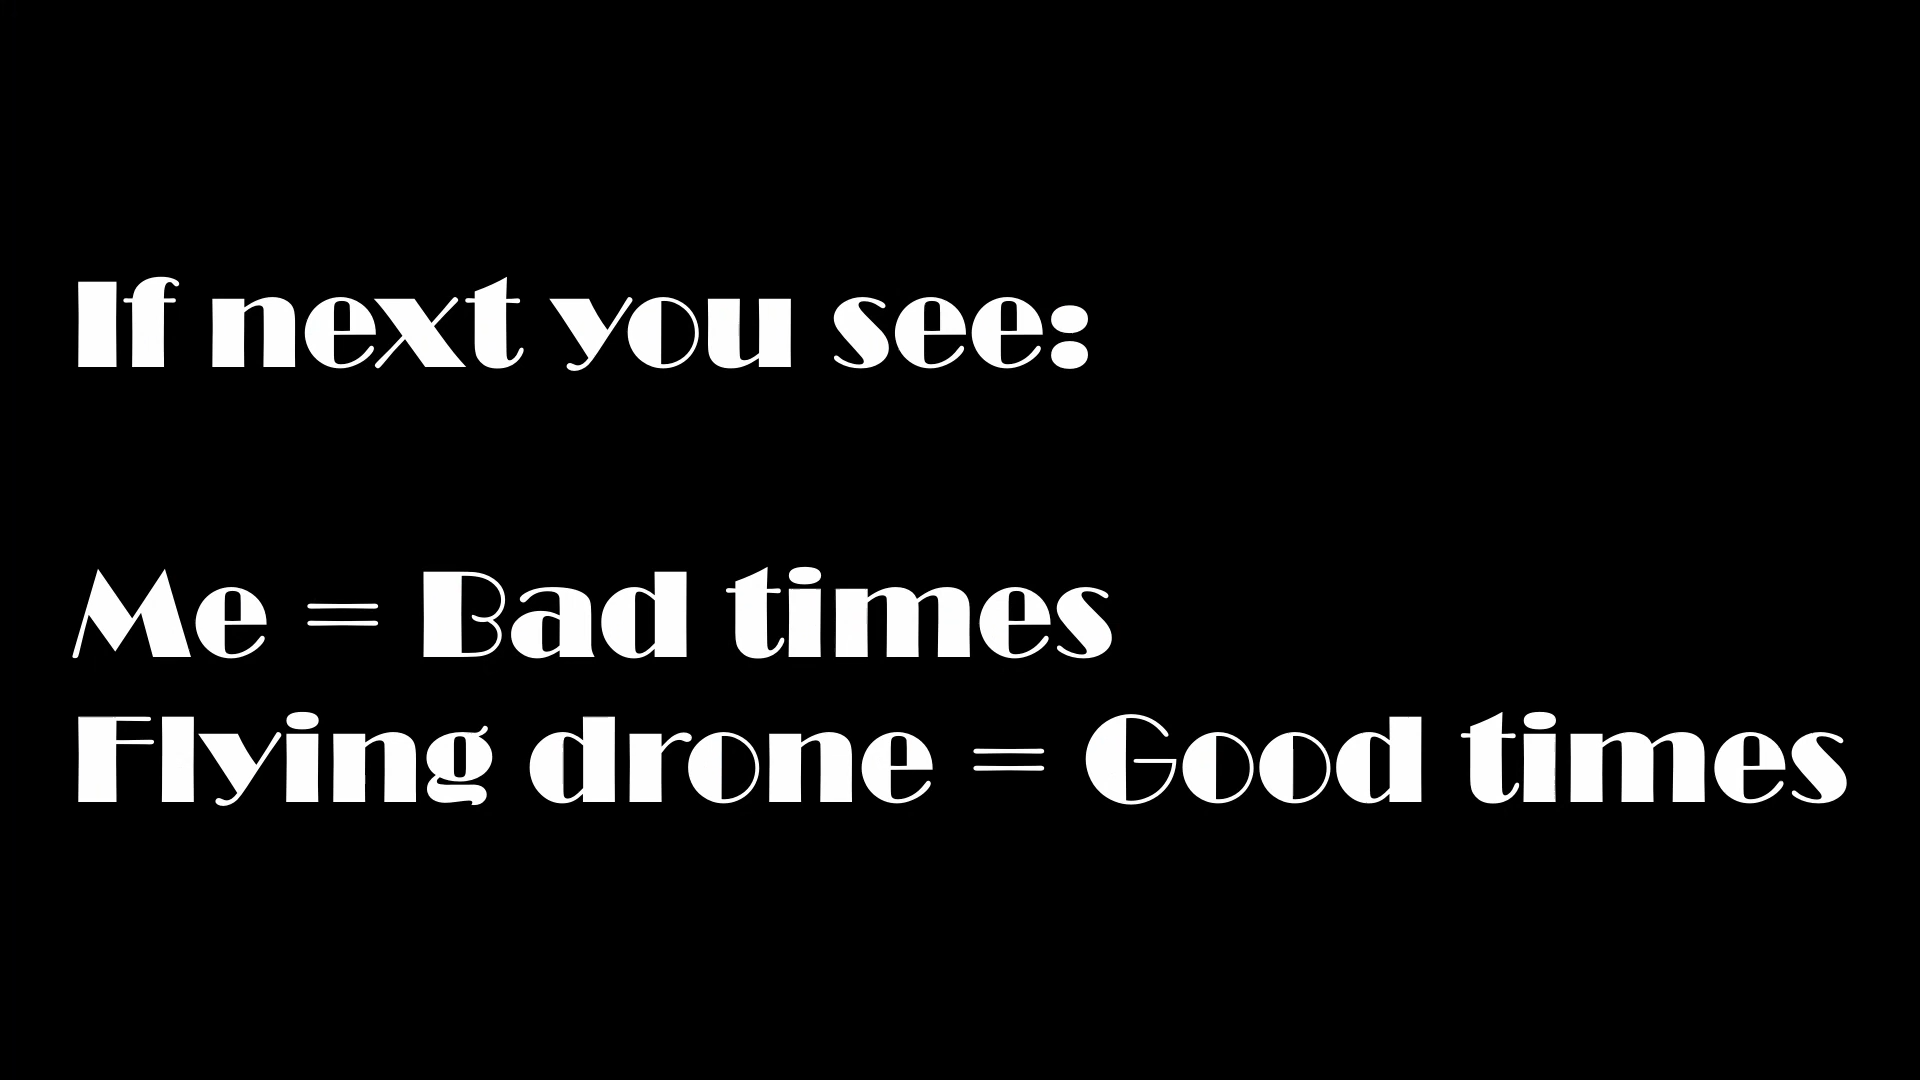 If next you see:
Me = Bad times
Flying drone = Good times